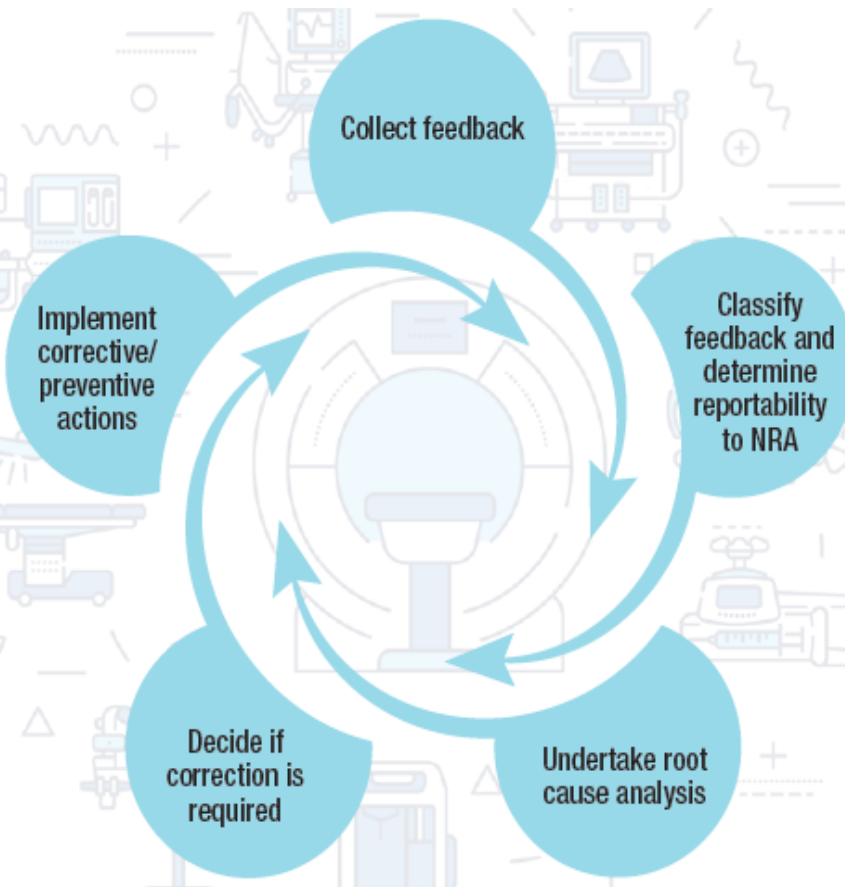 Collect feedback
Classify
feedback and
determine
reportability
to NRA
Undertake root
cause analysis
Decide if
correction is
required
Implement
corrective/
preventive
actions